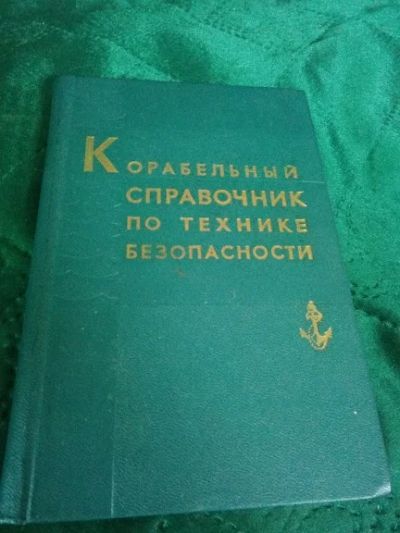 Корабельный
справочник
по технике
безопасности